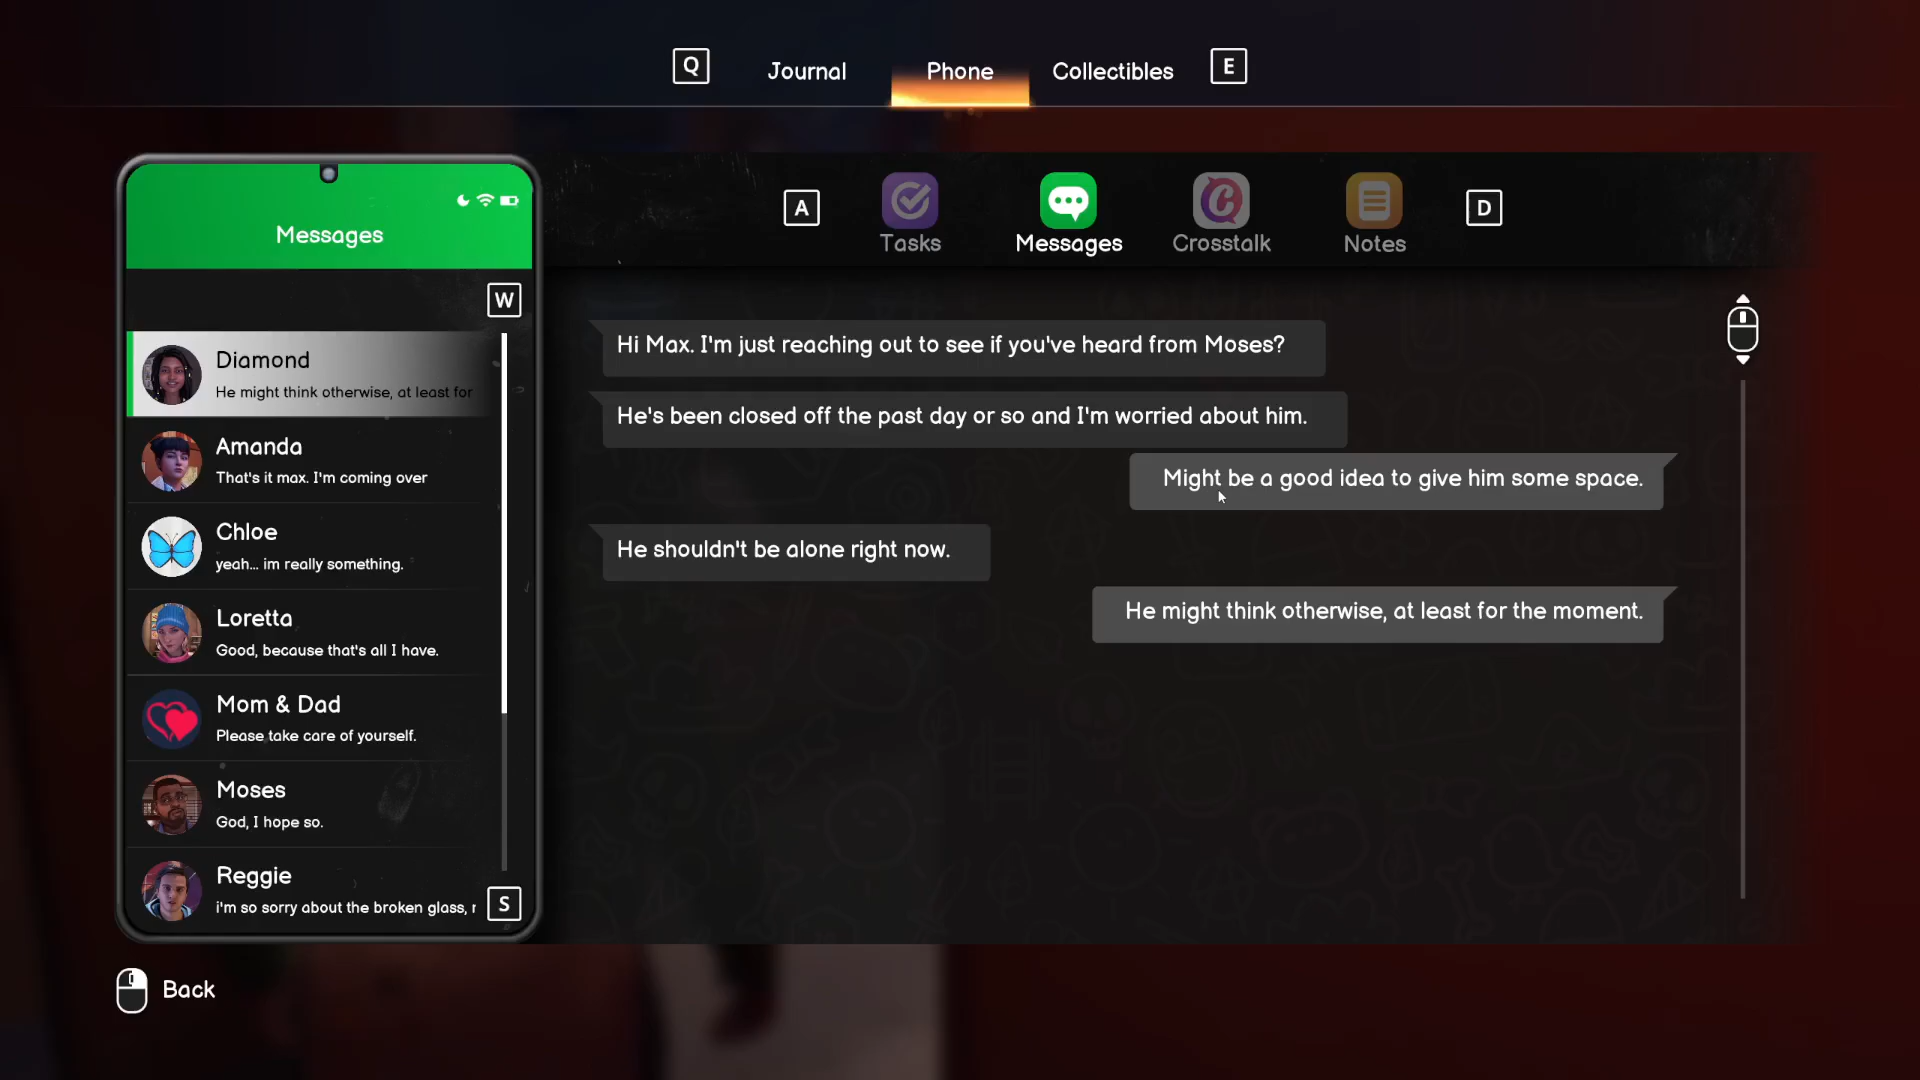 Q Journal Phone Collectibles E
Messages
A Tasks Messages Crosstalk Notes D
W
Diamond
He might think otherwise, at least for
Amanda
That's it max. I'm coming over
Chloe
yeah... im really something.
Loretta
Good, because that's all I have.
Mom & Dad
Please take care of yourself.
Moses
God, I hope so.
Reggie
i'm so sorry about the broken glass, r
S
Hi Max. I'm just reaching out to see if you've heard from Moses?
He's been closed off the past day or so and I'm worried about him.
Might be a good idea to give him some space.
He shouldn't be alone right now.
He might think otherwise, at least for the moment.
Back